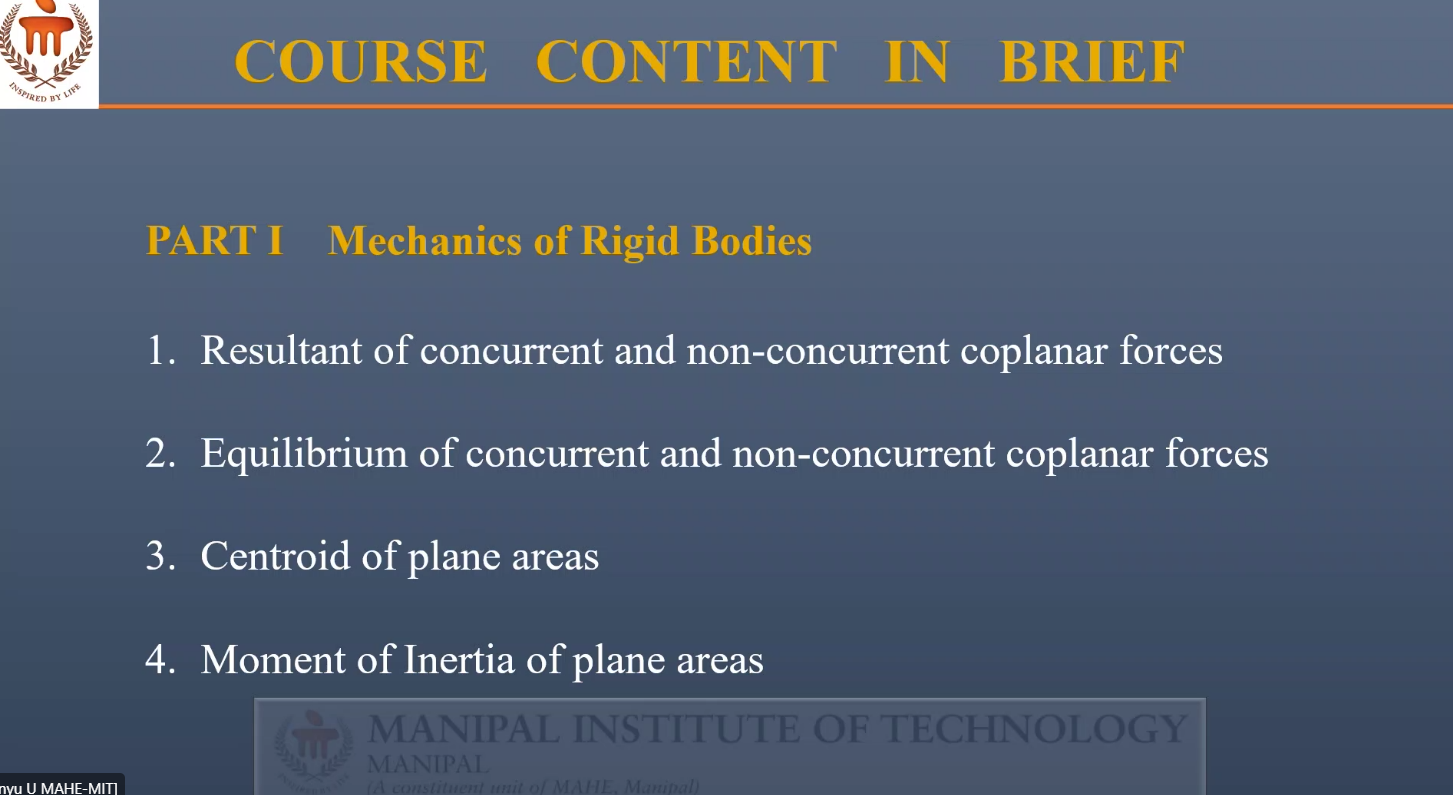 INSPIRED BY LIFE
COURSE CONTENT IN BRIEF
PART I Mechanics of Rigid Bodies
1. Resultant of concurrent and non-concurrent coplanar forces
2. Equilibrium of concurrent and non-concurrent coplanar forces
3. Centroid of plane areas
4. Moment of Inertia of plane areas
MANIPAL INSTITUTE OF TECHNOLOGY
MANIPAL
(A constituent unit of MAHE, Manipal)
U MAHE-MIT]